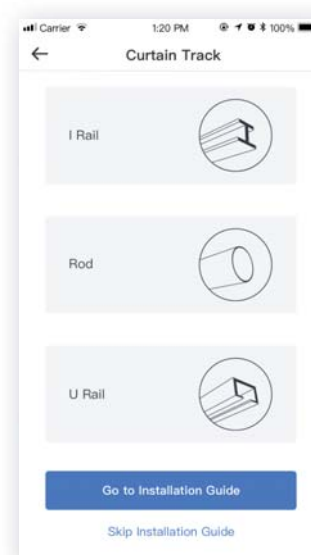 Carrier 1:20 PM 100%
Curtain Track
I Rail
Rod
U Rail
Go to Installation Guide
Skip Installation Guide